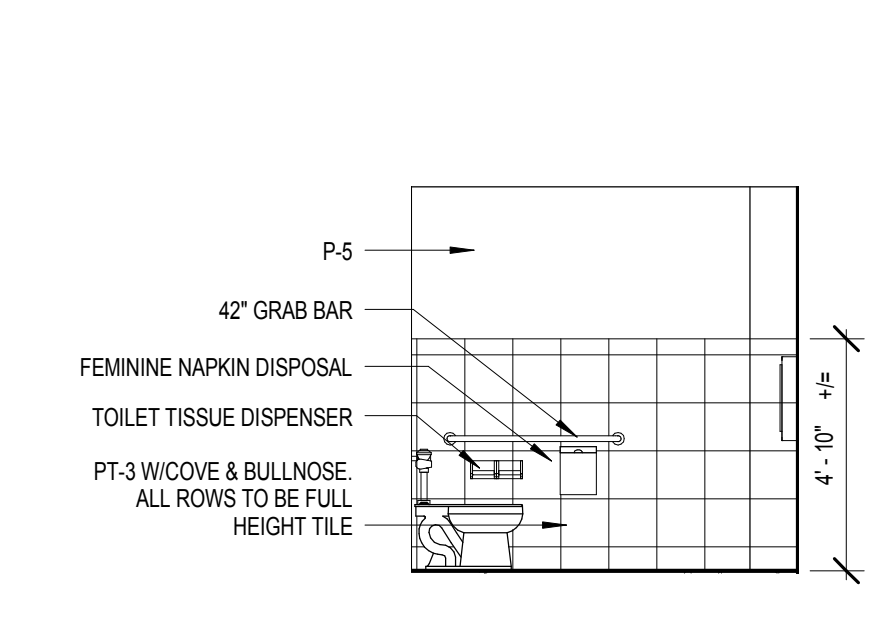 P-5
42" GRAB BAR
FEMININE NAPKIN DISPOSAL
TOILET TISSUE DISPENSER
PT-3 W/COVE & BULLNOSE.
ALL ROWS TO BE FULL
HEIGHT TILE
4' - 10" +/=